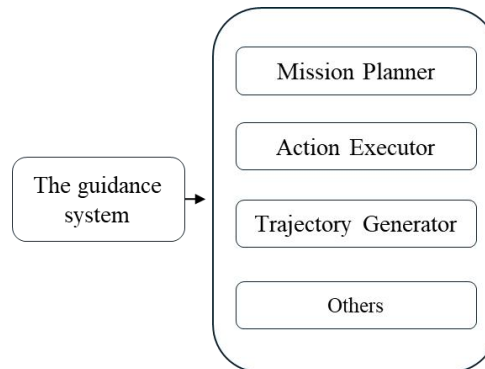 The guidance
system
Mission Planner
Action Executor
Trajectory Generator
Others